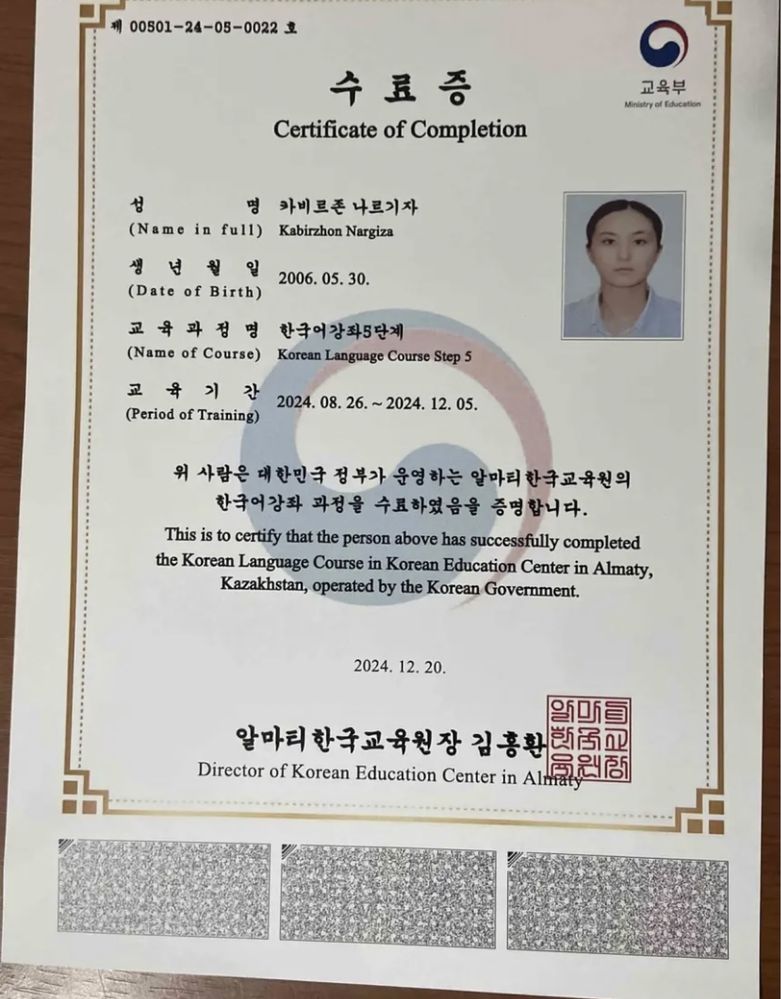 제 00501-24-05-0022 호
교육부
Ministry of Education
수 료 증
Certificate of Completion
성 명 카비르존 나르기자
(Name in full) Kabirzhon Nargiza
생 년 월 일 2006. 05. 30.
(Date of Birth)
교 육 과 정 명 한국어강좌5단계
(Name of Course) Korean Language Course Step 5
교 육 기 간 2024. 08. 26. ~ 2024. 12. 05.
(Period of Training)
위 사람은 대한민국 정부가 운영하는 알마티한국교육원의
한국어강좌 과정을 수료하였음을 증명합니다.
This is to certify that the person above has successfully completed
the Korean Language Course in Korean Education Center in Almaty,
Kazakhstan, operated by the Korean Government.
2024. 12. 20.
알마티한국교육원장 김흥환
Director of Korean Education Center in Almaty